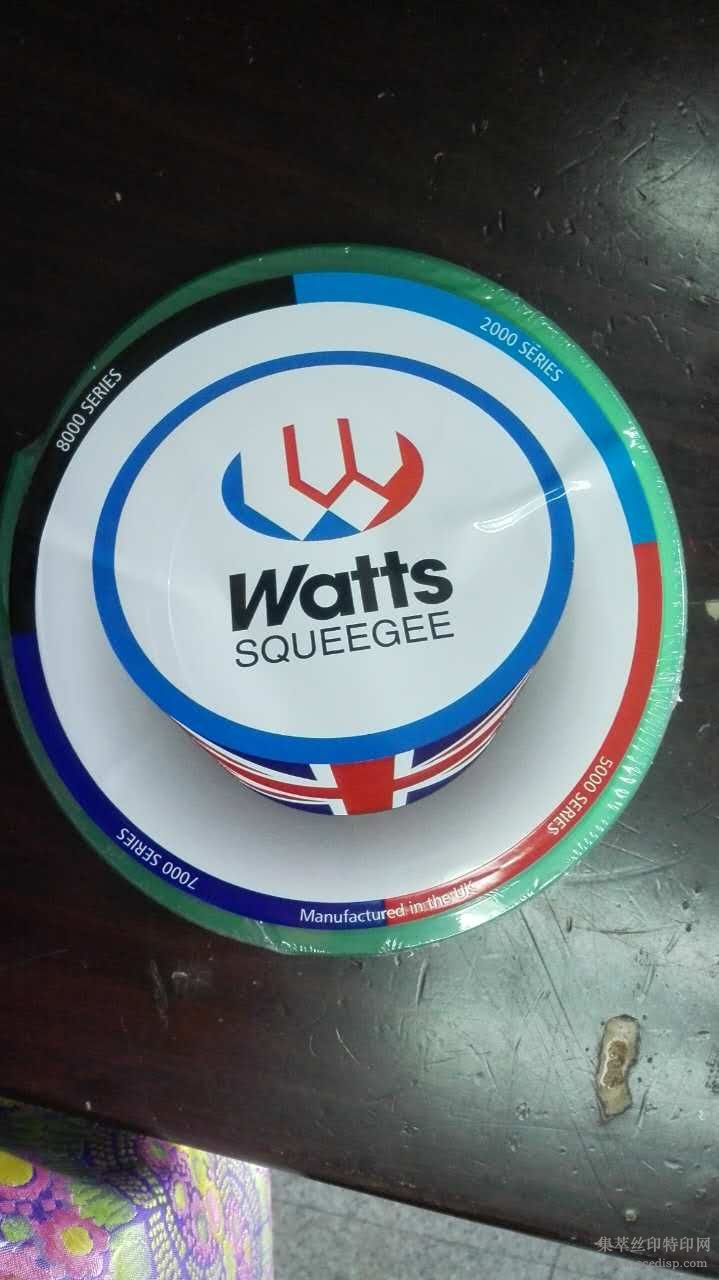 8000 SERIES
2000 SERIES
Watts
SQUEEGEE
5000 SERIES
7000 SERIES
Manufactured in the UK
集萃丝印特印网